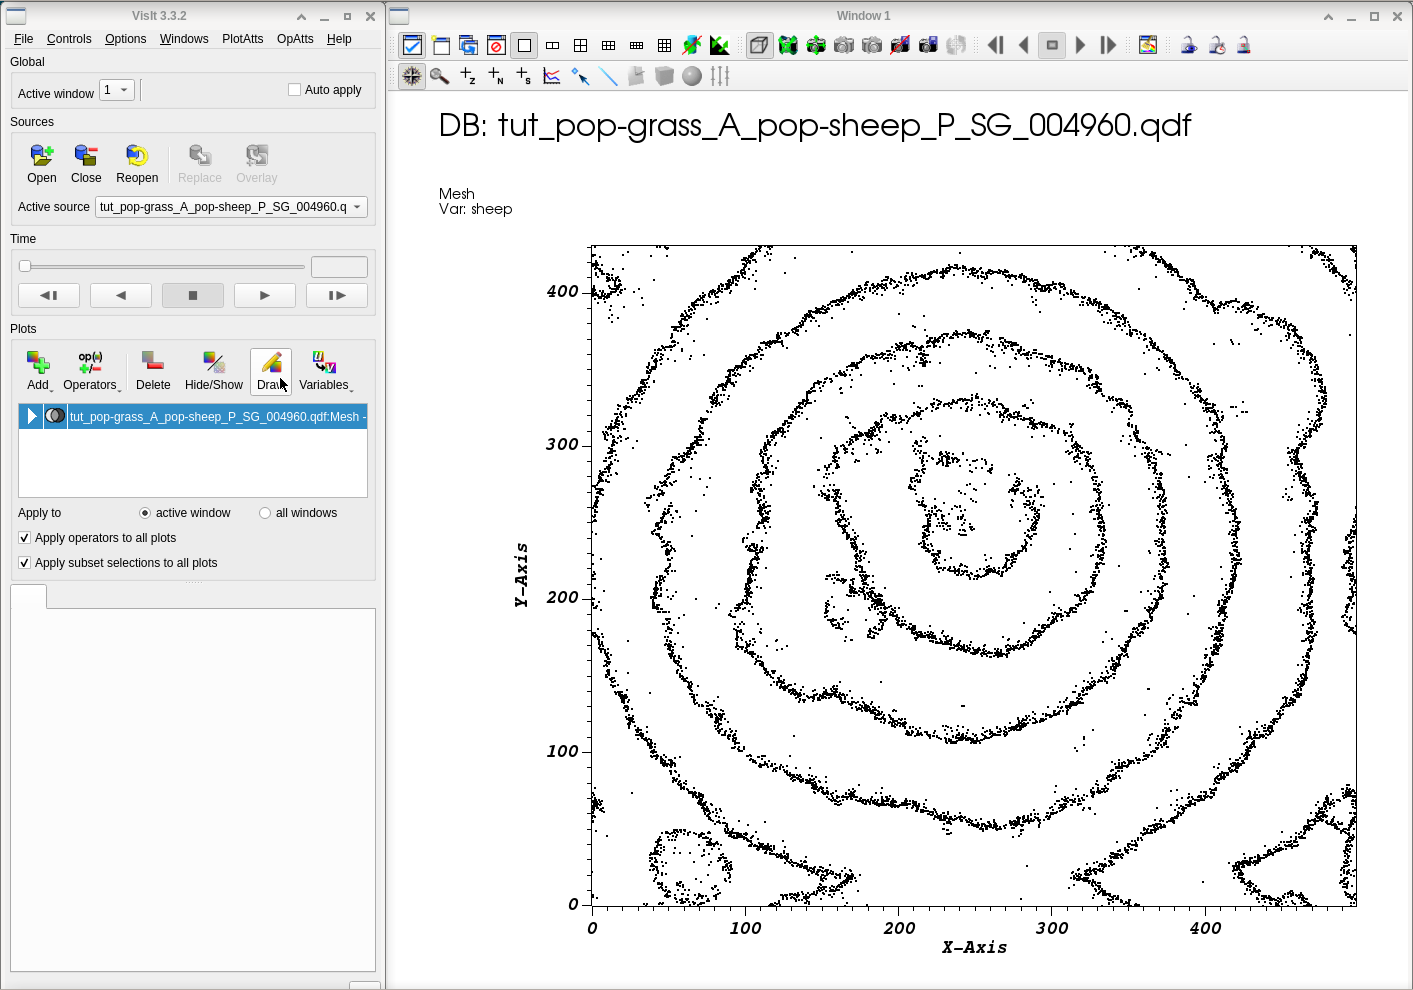 VisIt 3.3.2
File Controls Options Windows PlotAtts OpAtts Help
Global
Active window 1 Auto apply
Sources
Open Close Reopen Replace Overlay
Active source tut_pop-grass_A_pop-sheep_P_SG_004960.q
Time
Plots
op(e)
Add Operators Delete Hide/Show Draw Variables
tut_pop-grass_A_pop-sheep_P_SG_004960.qdf:Mesh -
Apply to active window all windows
Apply operators to all plots
Apply subset selections to all plots
Window 1
DB: tut_pop-grass_A_pop-sheep_P_SG_004960.qdf
Mesh
Var: sheep
400
300
Y-Axis
200
100
0
0 100 200 300 400
X-Axis